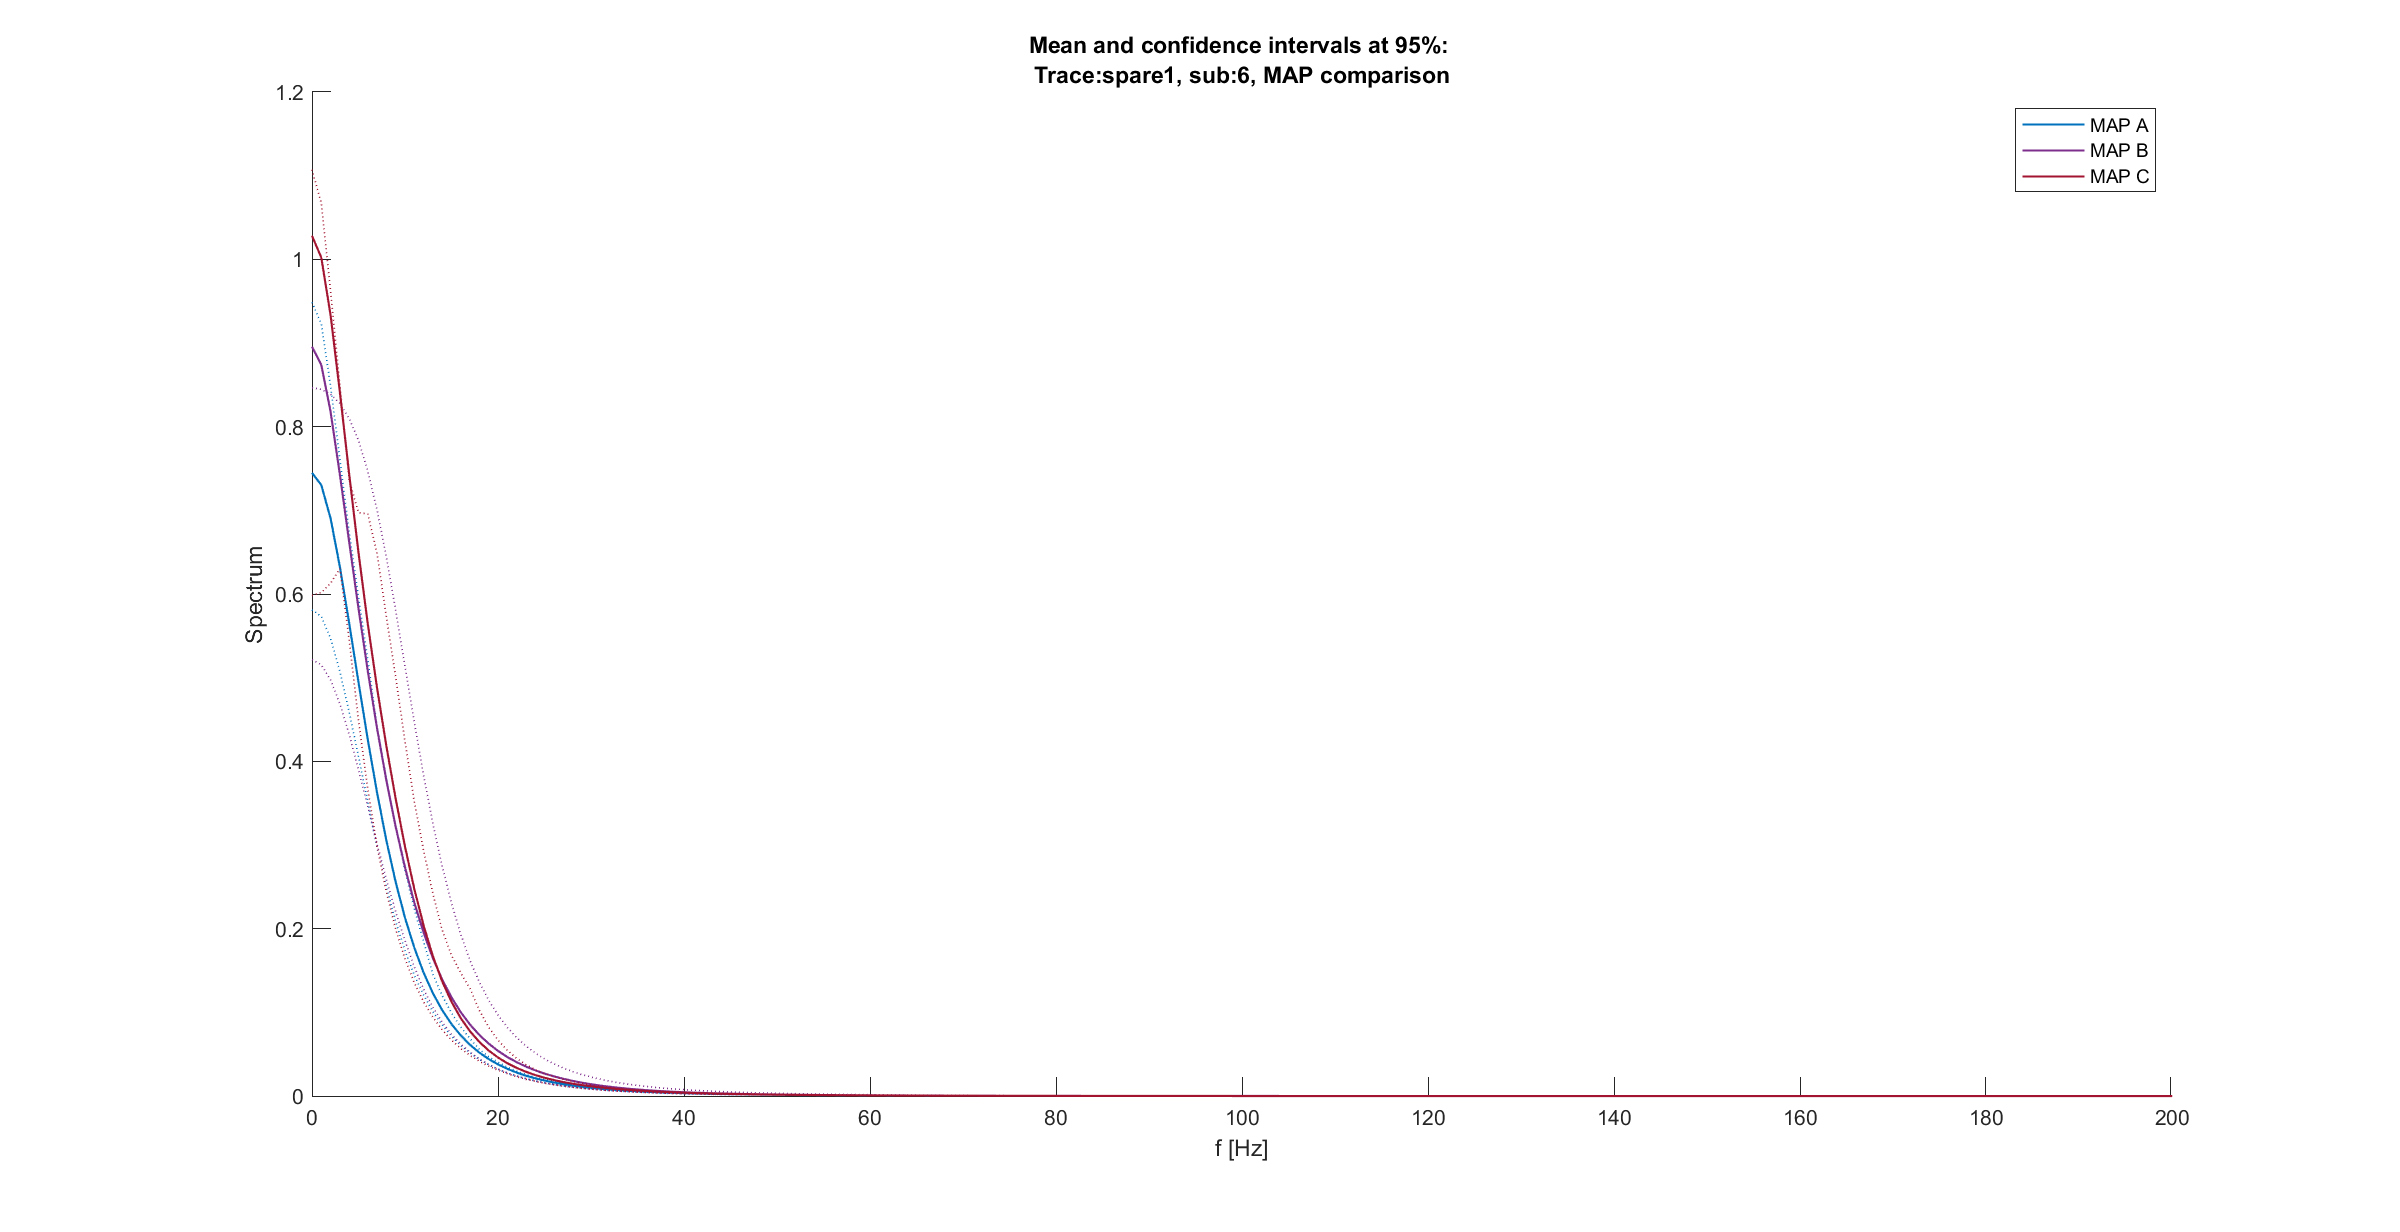 Mean and confidence intervals at 95%:
Trace:spare1, sub:6, MAP comparison
MAP A
MAP B
MAP C
1.2
1
0.8
0.6
0.4
0.2
0
Spectrum
0 20 40 60 80 100 120 140 160 180 200
f [Hz]